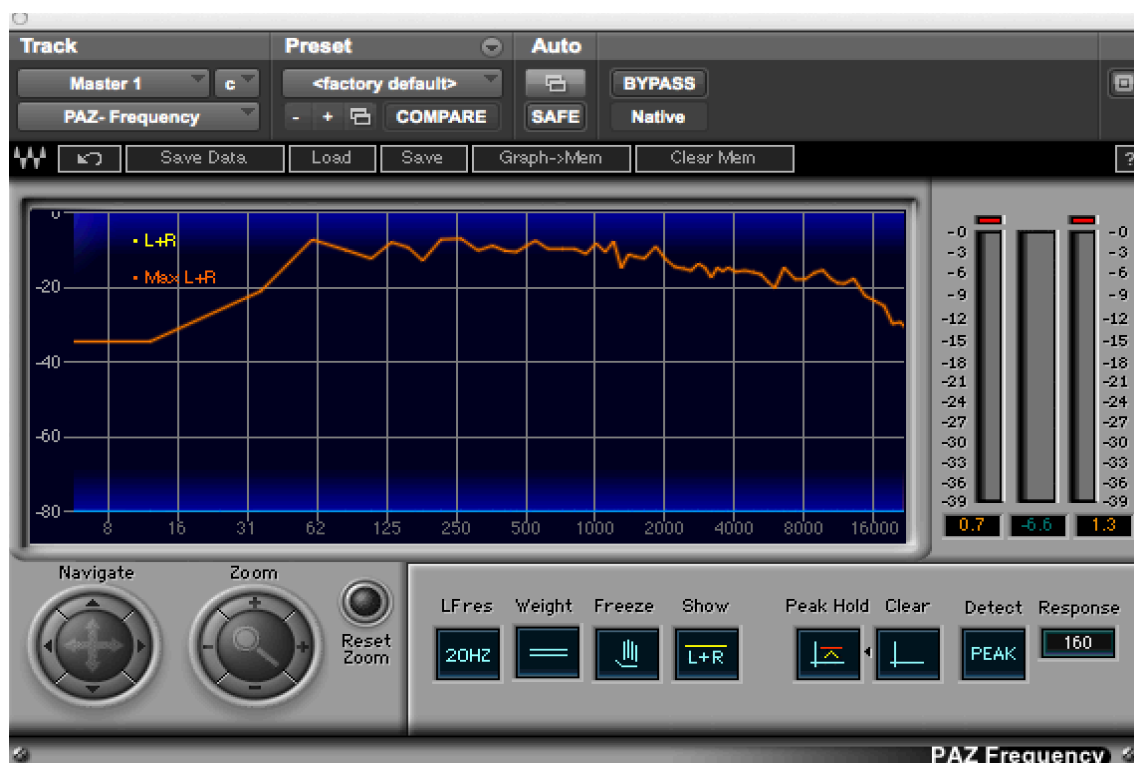 Track Preset Auto
Master 1 c <factory default> BYPASS
PAZ- Frequency - + COMPARE SAFE Native
Save Data Load Save Graph->Mem Clear Mem ?
0
L+R
Max L+R
-20
-40
-60
-80
8 16 31 62 125 250 500 1000 2000 4000 8000 16000
-0 -0
-3 -3
-6 -6
-9 -9
-12 -12
-15 -15
-18 -18
-21 -21
-24 -24
-27 -27
-30 -30
-33 -33
-36 -36
-39 -39
0.7 -6.6 1.3
Navigate Zoom
Reset
Zoom
LFres Weight Freeze Show Peak Hold Clear Detect Response
20HZ L+R PEAK 160
PAZ Frequency